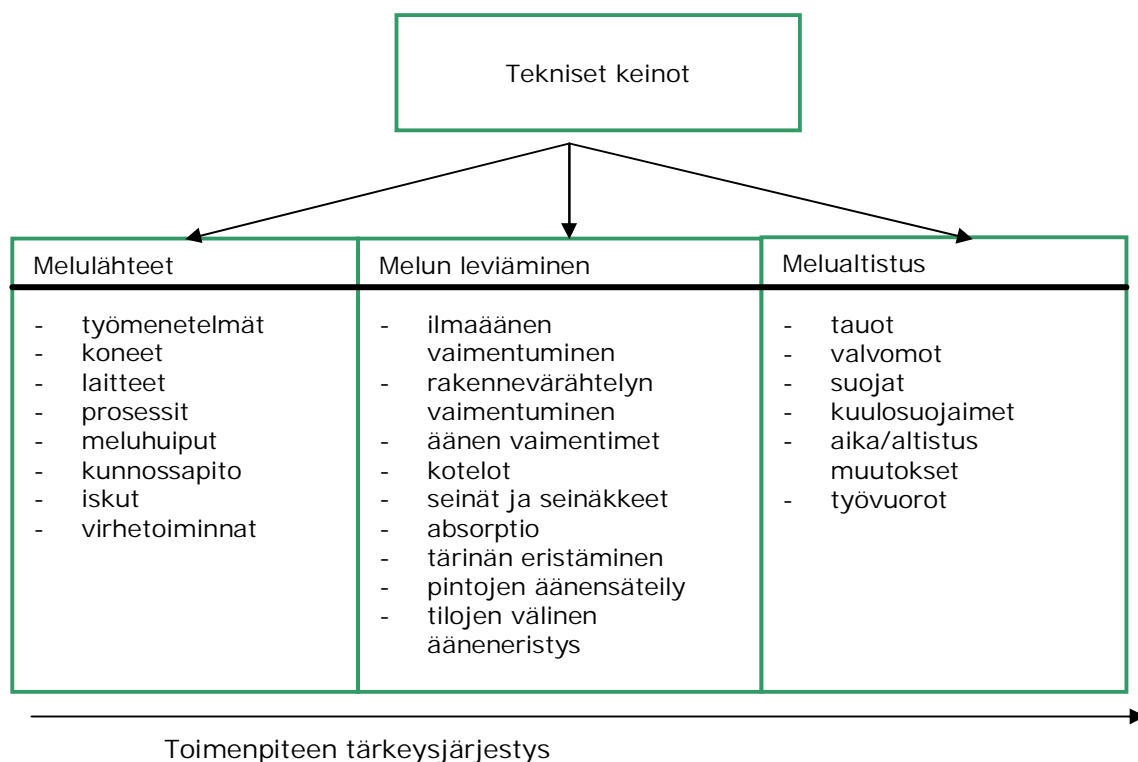 Tekniset keinot
Melulähteet
- työmenetelmät
- koneet
- laitteet
- prosessit
- meluhuiput
- kunnossapito
- iskut
- virhetoiminnat
Melun leviäminen
- ilmaäänen
vaimentuminen
- rakennevärähtelyn
vaimentuminen
- äänen vaimentimet
- kotelot
- seinät ja seinäkkeet
- absorptio
- tärinän eristäminen
- pintojen äänensäteily
- tilojen välinen
ääneneristys
Melualtistus
- tauot
- valvomot
- suojat
- kuulosuojaimet
- aika/altistus
muutokset
- työvuorot
Toimenpiteen tärkeysjärjestys